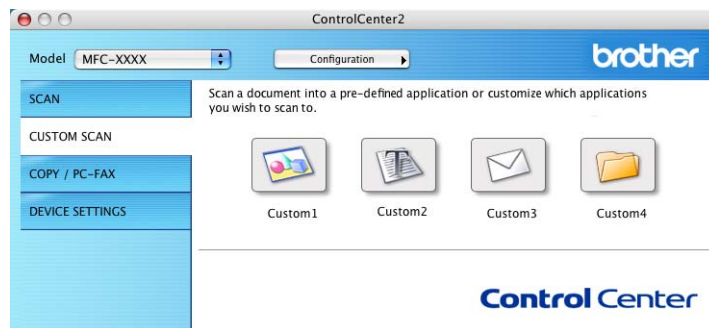 ControlCenter2
Model MFC-XXXX Configuration
brother
SCAN
CUSTOM SCAN
COPY / PC-FAX
DEVICE SETTINGS
Scan a document into a pre-defined application or customize which applications
you wish to scan to.
Custom1 Custom2 Custom3 Custom4
Control Center